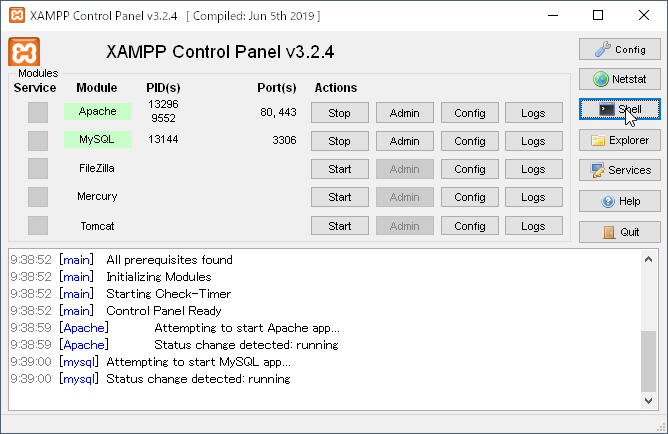 XAMPP Control Panel v3.2.4 [ Compiled: Jun 5th 2019 ]
XAMPP Control Panel v3.2.4
Config
Modules
Service Module PID(s) Port(s) Actions
Netstat
Apache 13296 9552 80, 443 Stop Admin Config Logs
Shell
MySQL 13144 3306 Stop Admin Config Logs
Explorer
FileZilla Start Admin Config Logs
Services
Mercury Start Admin Config Logs
Help
Tomcat Start Admin Config Logs
Quit
9:38:52 [main] All prerequisites found
9:38:52 [main] Initializing Modules
9:38:52 [main] Starting Check-Timer
9:38:52 [main] Control Panel Ready
9:38:59 [Apache] Attempting to start Apache app...
9:38:59 [Apache] Status change detected: running
9:39:00 [mysql] Attempting to start MySQL app...
9:39:00 [mysql] Status change detected: running